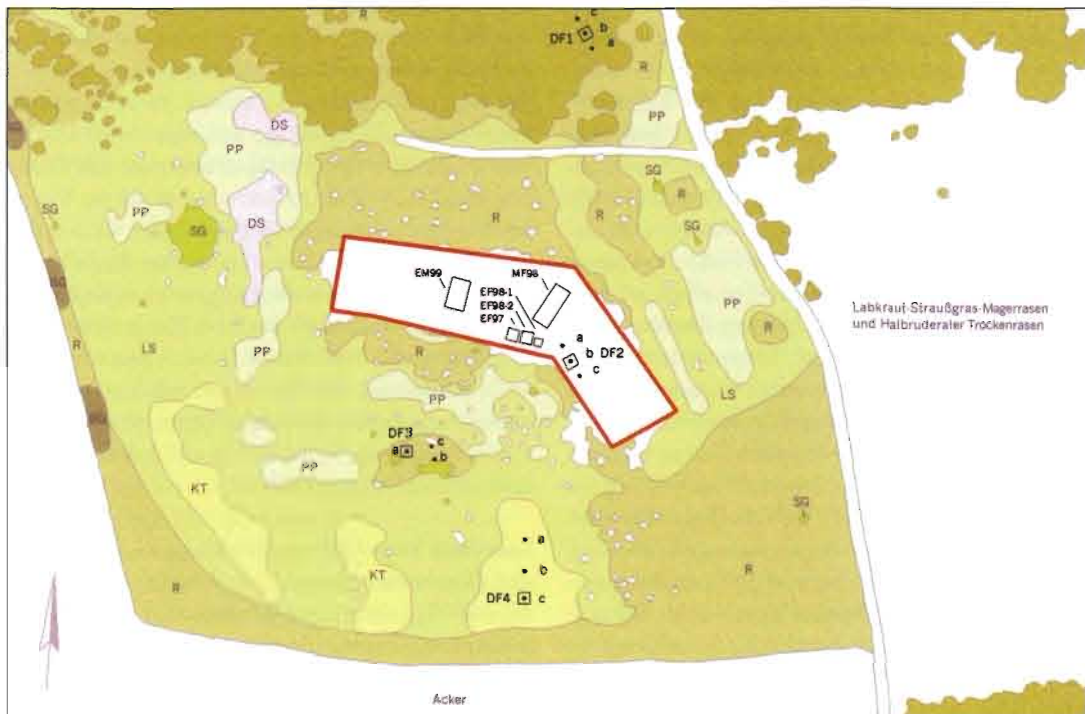 c
DF1
b
a
R
R
DS
PP
PP
SG
SG
PP
R
DS
R
R
SG
SG
EM99
MF98
EF98-1
EF98-2
EF97
PP
Labkraut-Straußgras-Magerrasen
und Halbruderaler Trockenrasen
R
LS
PP
R
a
b DF2
c
R
PP
LS
DF3
a
c
b
PP
KT
SG
a
KT
b
R
R
DF4
c
Acker